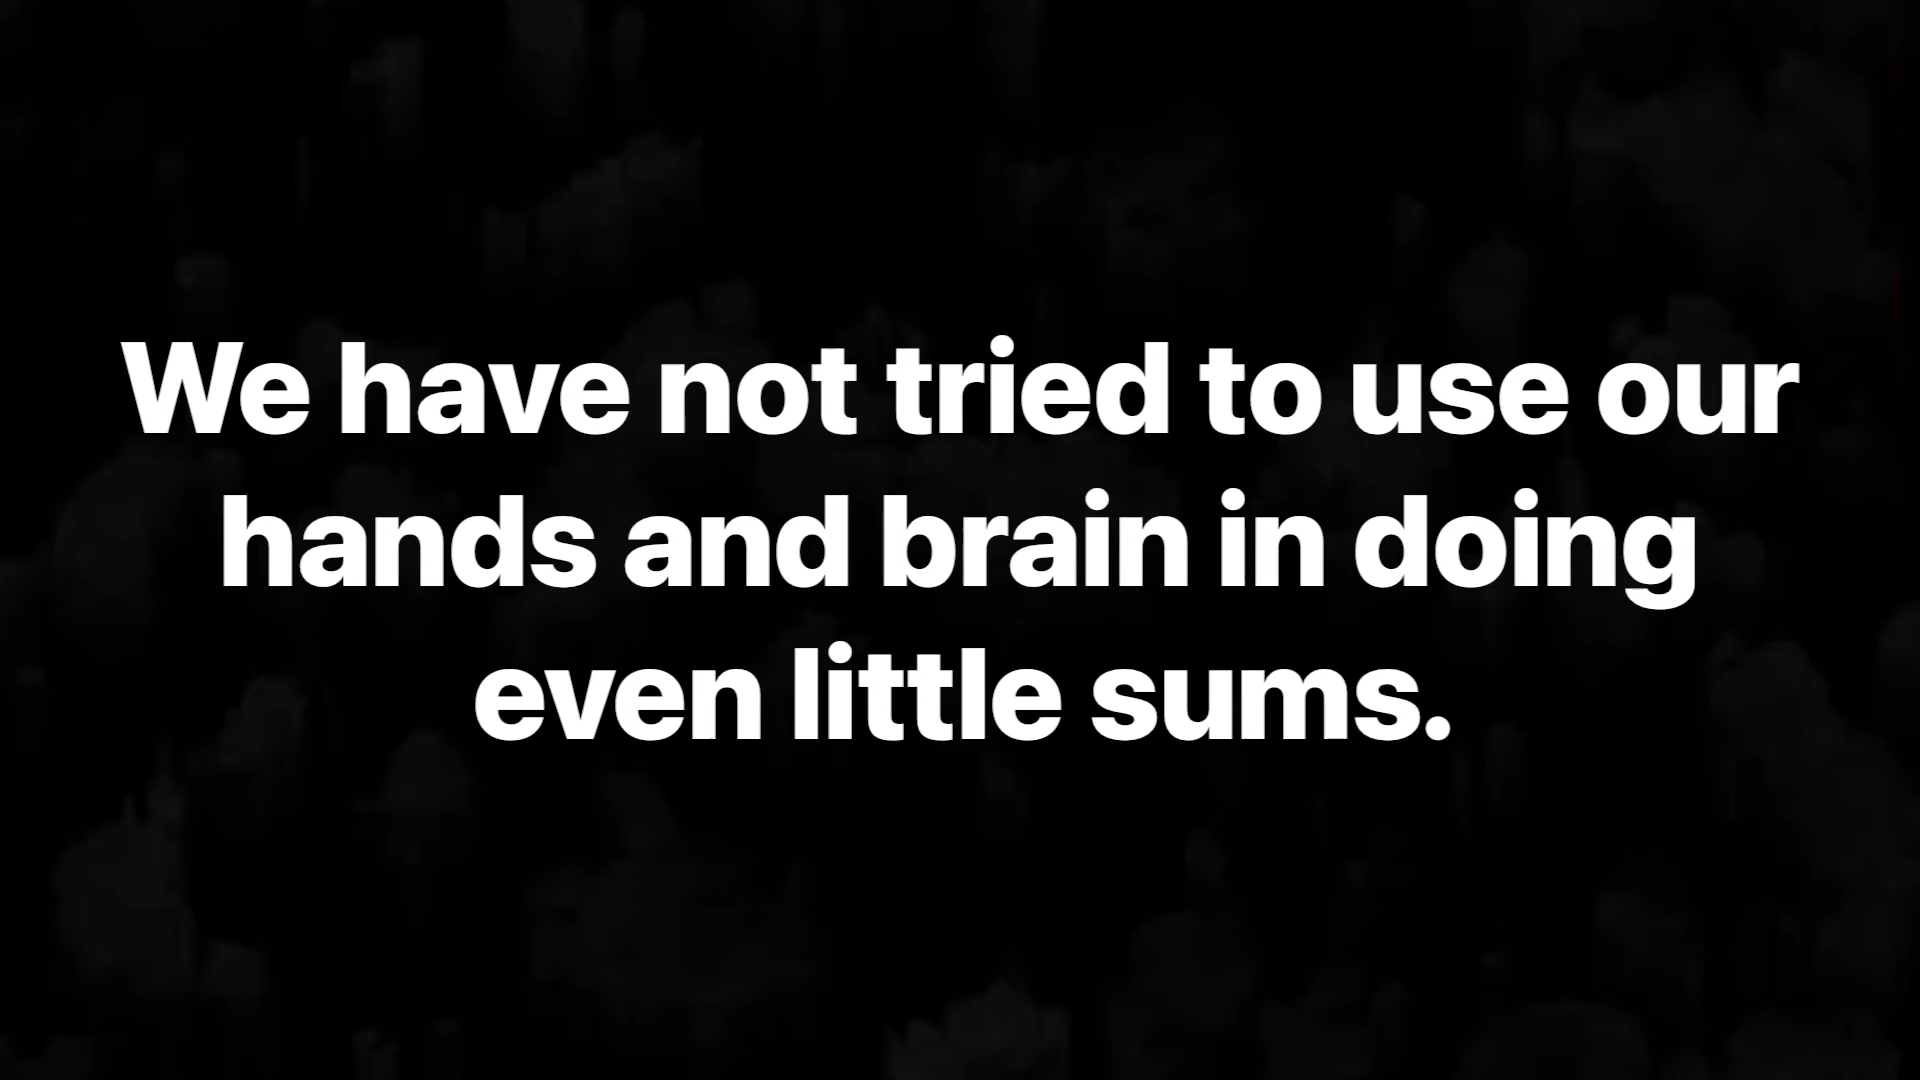 We have not tried to use our
hands and brain in doing
even little sums.